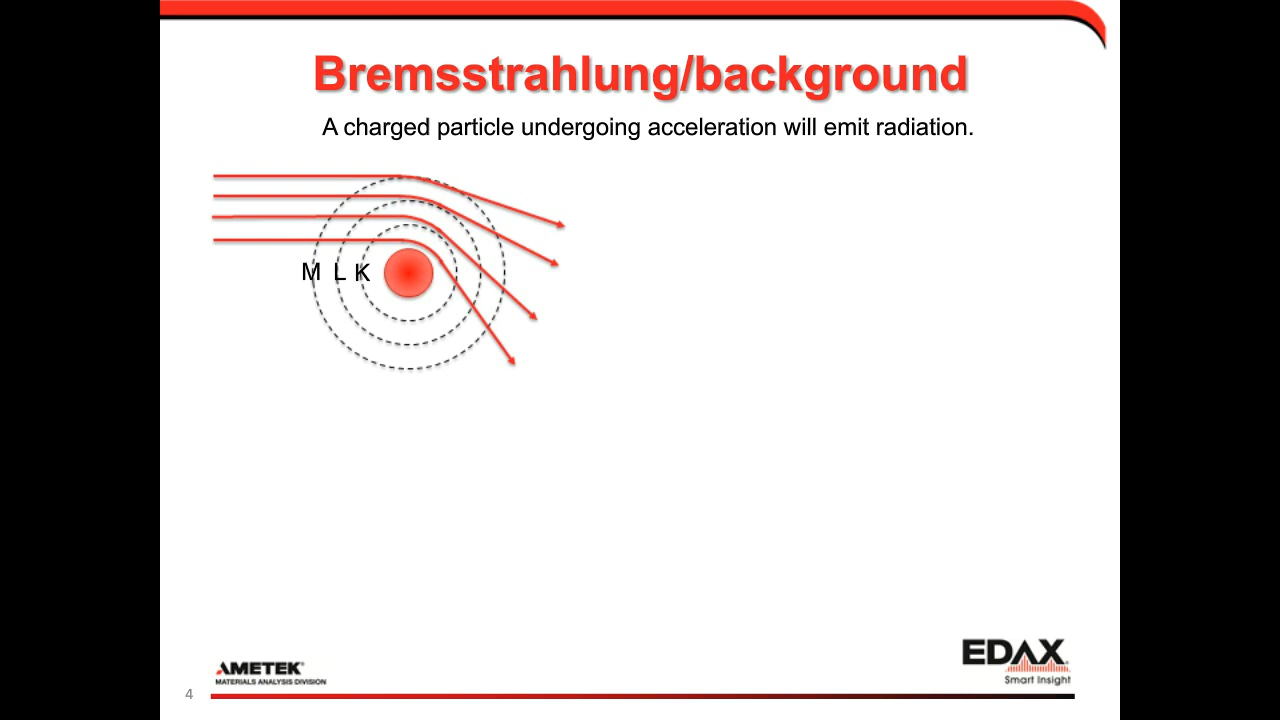 Bremsstrahlung/background
A charged particle undergoing acceleration will emit radiation.
M L K
EDAX
Smart Insight
AMETEK®
MATERIALS ANALYSIS DIVISION
4